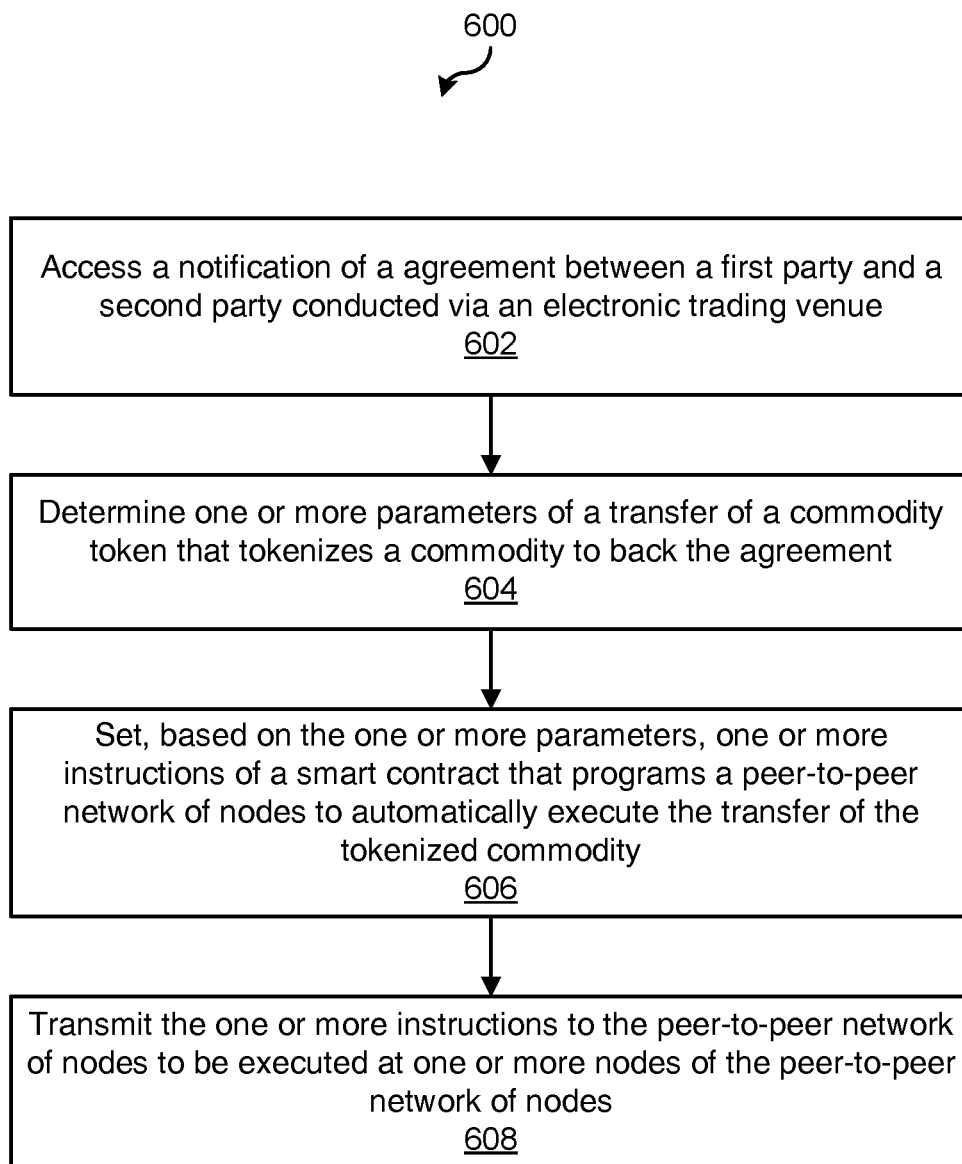 600
Access a notification of a agreement between a first party and a
second party conducted via an electronic trading venue
602
Determine one or more parameters of a transfer of a commodity
token that tokenizes a commodity to back the agreement
604
Set, based on the one or more parameters, one or more
instructions of a smart contract that programs a peer-to-peer
network of nodes to automatically execute the transfer of the
tokenized commodity
606
Transmit the one or more instructions to the peer-to-peer network
of nodes to be executed at one or more nodes of the peer-to-peer
network of nodes
608